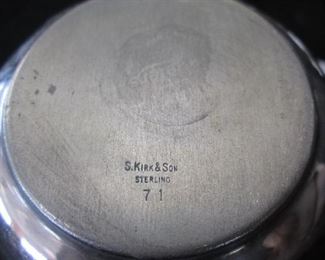 S. KIRK & SON
STERLING
71